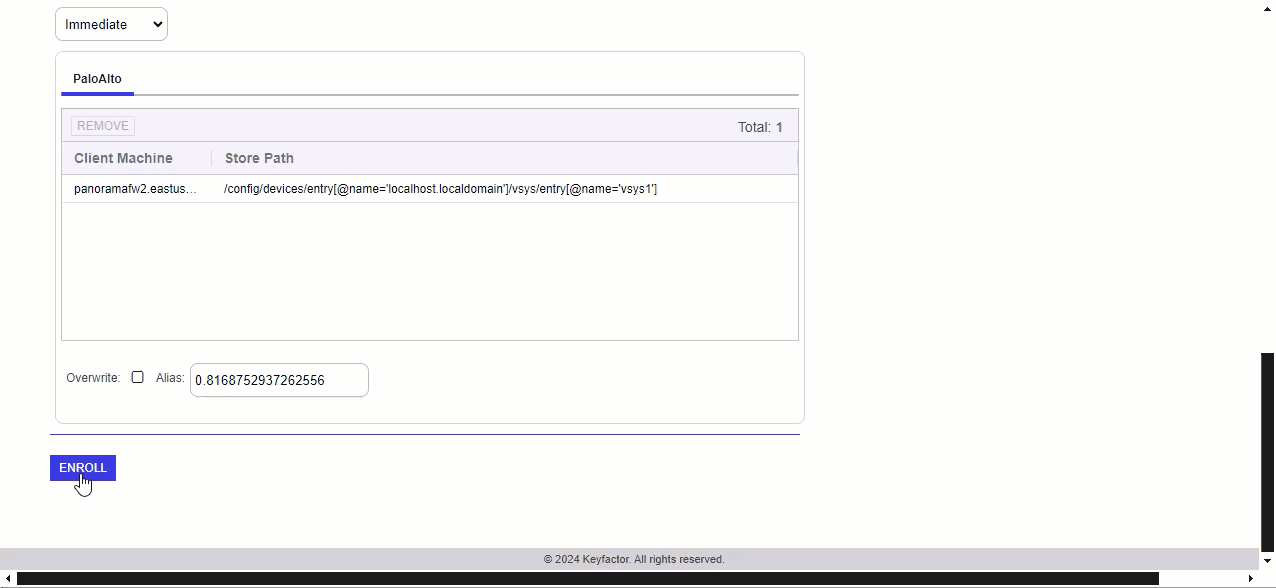 Immediate
PaloAlto
REMOVE Total: 1
Client Machine Store Path
panoramafw2.eastus... /config/devices/entry[@name='localhost.localdomain']/vsys/entry[@name='vsys1']
Overwrite: Alias: 0.8168752937262556
ENROLL
© 2024 Keyfactor. All rights reserved.